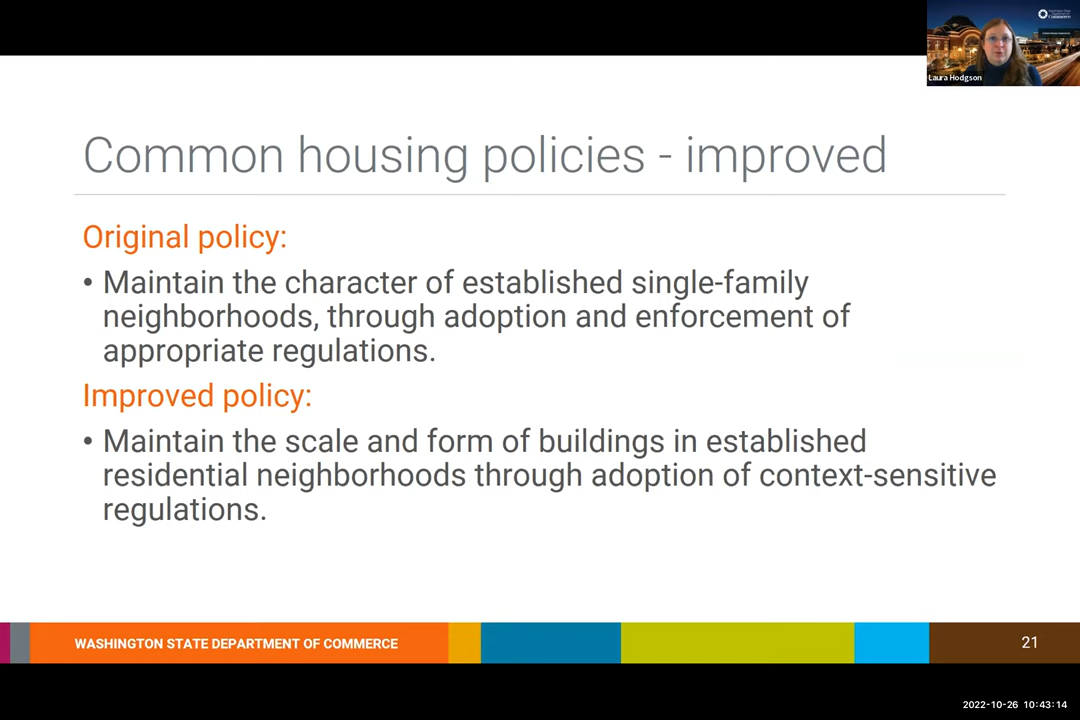 Commerce
Laura Hodgson
Common housing policies - improved
Original policy:
• Maintain the character of established single-family
neighborhoods, through adoption and enforcement of
appropriate regulations.
Improved policy:
• Maintain the scale and form of buildings in established
residential neighborhoods through adoption of context-sensitive
regulations.
WASHINGTON STATE DEPARTMENT OF COMMERCE
21
2022-10-26 10:43:14